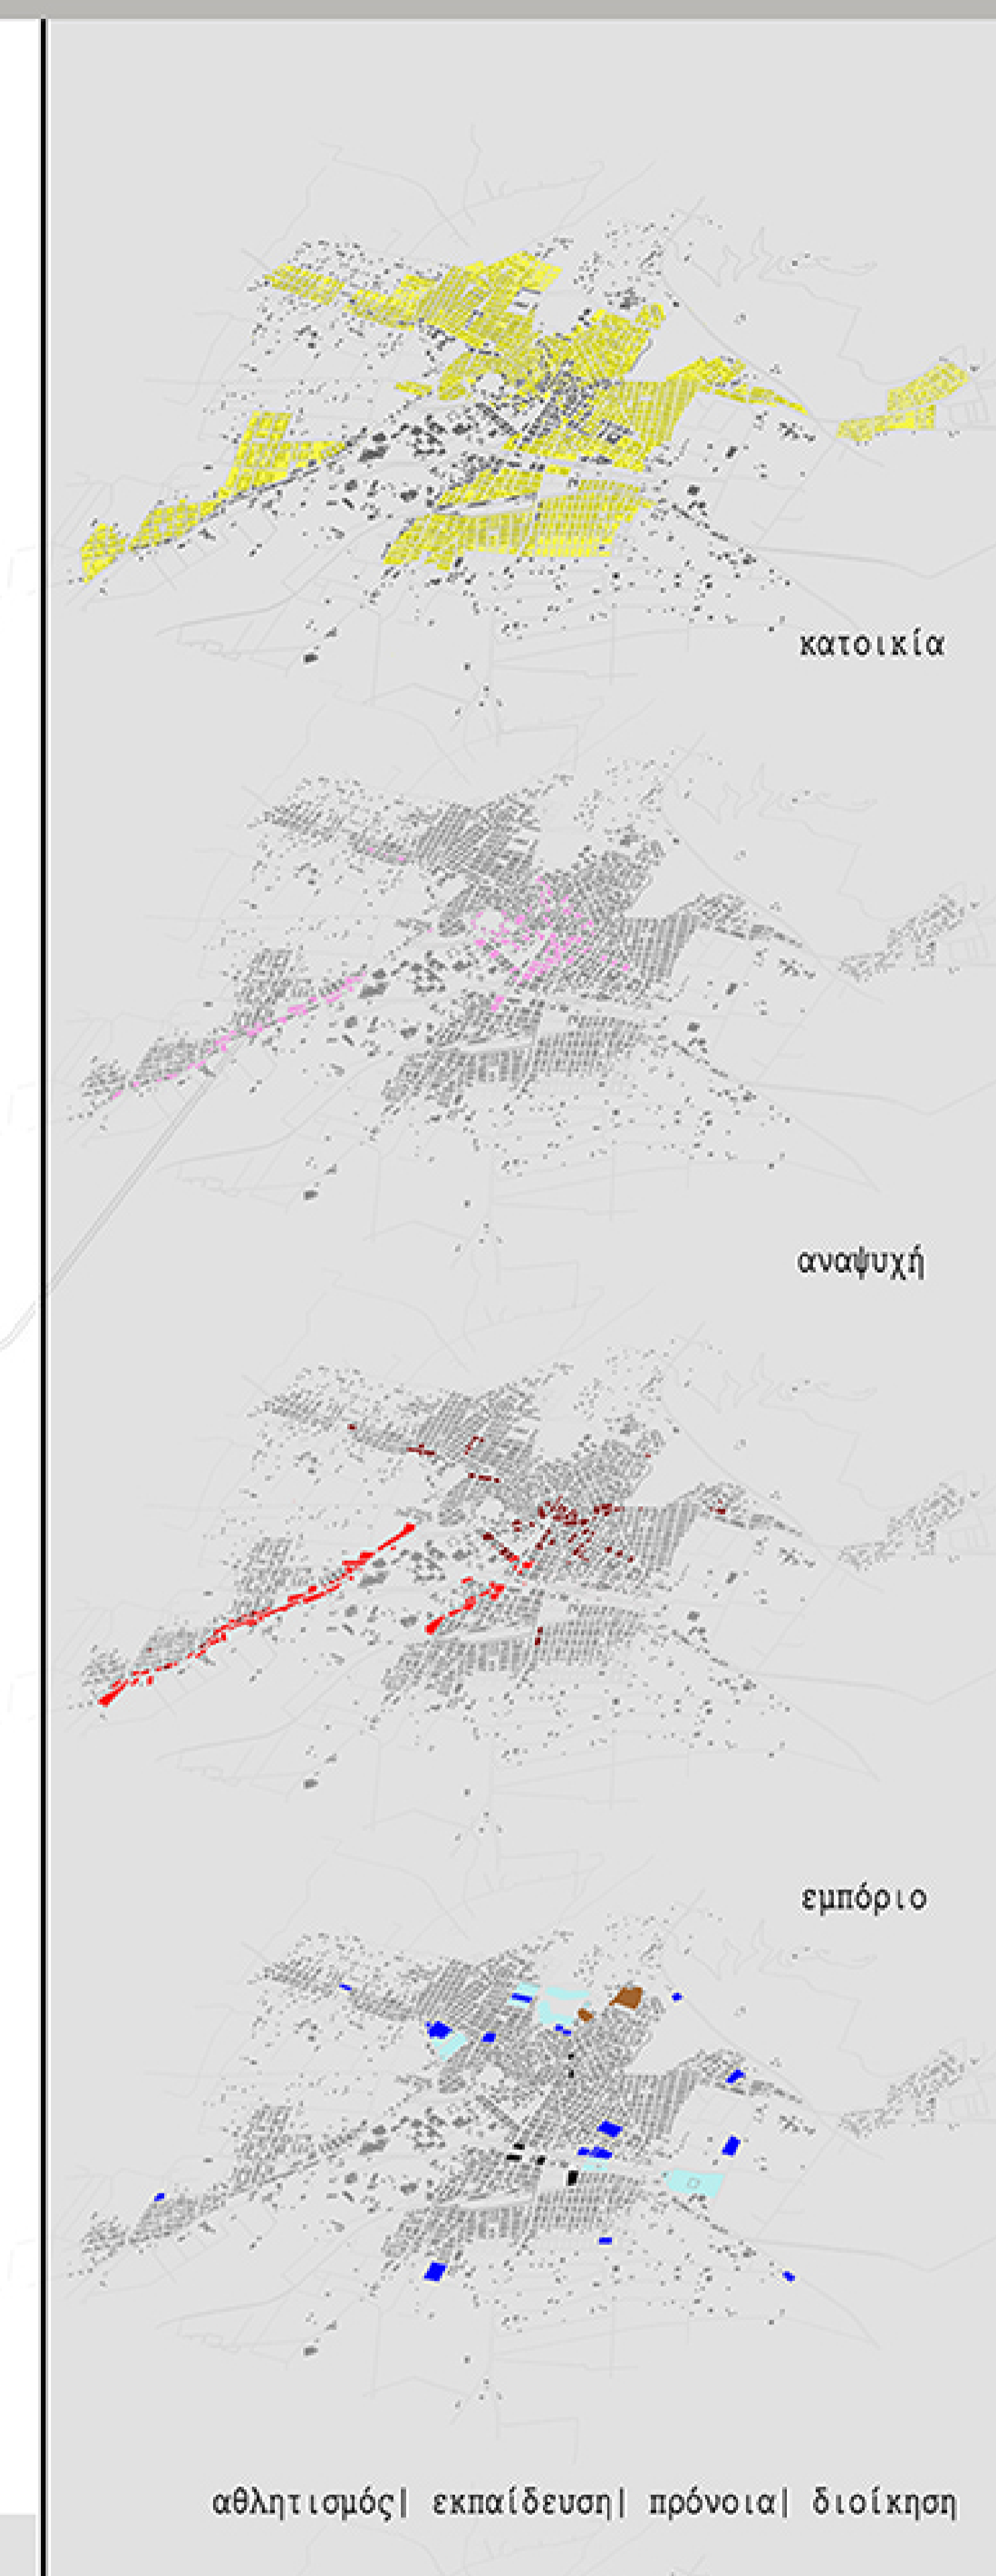 κατοικία
αναψυχή
εμπόριο
αθλητισμός| εκπαίδευση| πρόνοια| διοίκηση